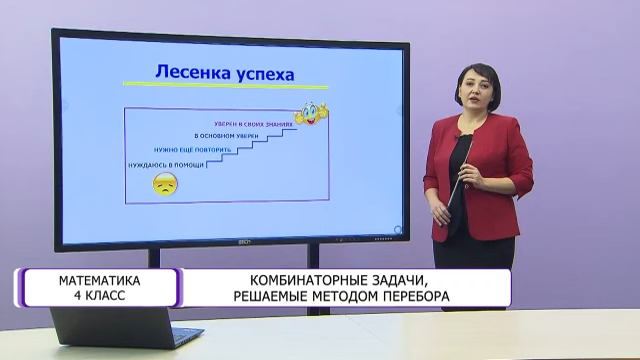 Лесенка успеха
УВЕРЕН В СВОИХ ЗНАНИЯХ
В ОСНОВНОМ УВЕРЕН
НУЖНО ЕЩЁ ПОВТОРИТЬ
НУЖДАЮСЬ В ПОМОЩИ
МАТЕМАТИКА
4 КЛАСС
КОМБИНАТОРНЫЕ ЗАДАЧИ,
РЕШАЕМЫЕ МЕТОДОМ ПЕРЕБОРА